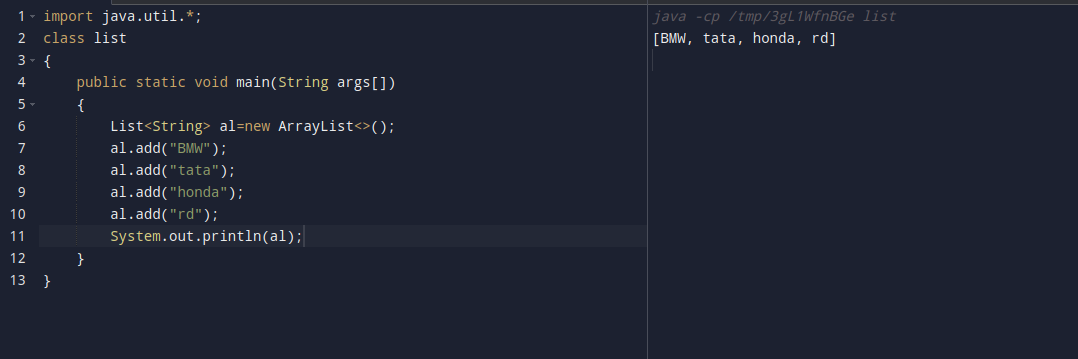 1 import java.util.*;
2 class list
3 {
4     public static void main(String args[])
5     {
6         List<String> al=new ArrayList<>();
7         al.add("BMW");
8         al.add("tata");
9         al.add("honda");
10         al.add("rd");
11         System.out.println(al);
12     }
13 }
java -cp /tmp/3gL1WfnBGe list
[BMW, tata, honda, rd]